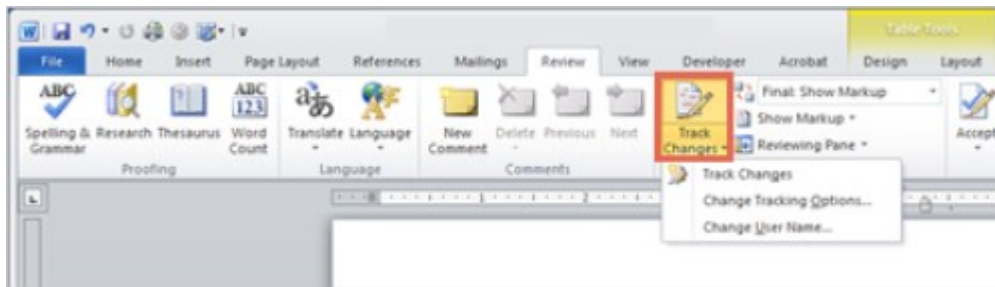 Table Tools
File Home Insert Page Layout References Mailings Review View Developer Acrobat Design Layout
ABC ABC 123 Final: Show Markup
Show Markup
Spelling & Grammar Research Thesaurus Word Count Translate Language New Comment Delete Previous Next Track Changes Reviewing Pane Accept
Proofing Language Comments
Track Changes
Change Tracking Options...
Change User Name...
1 2